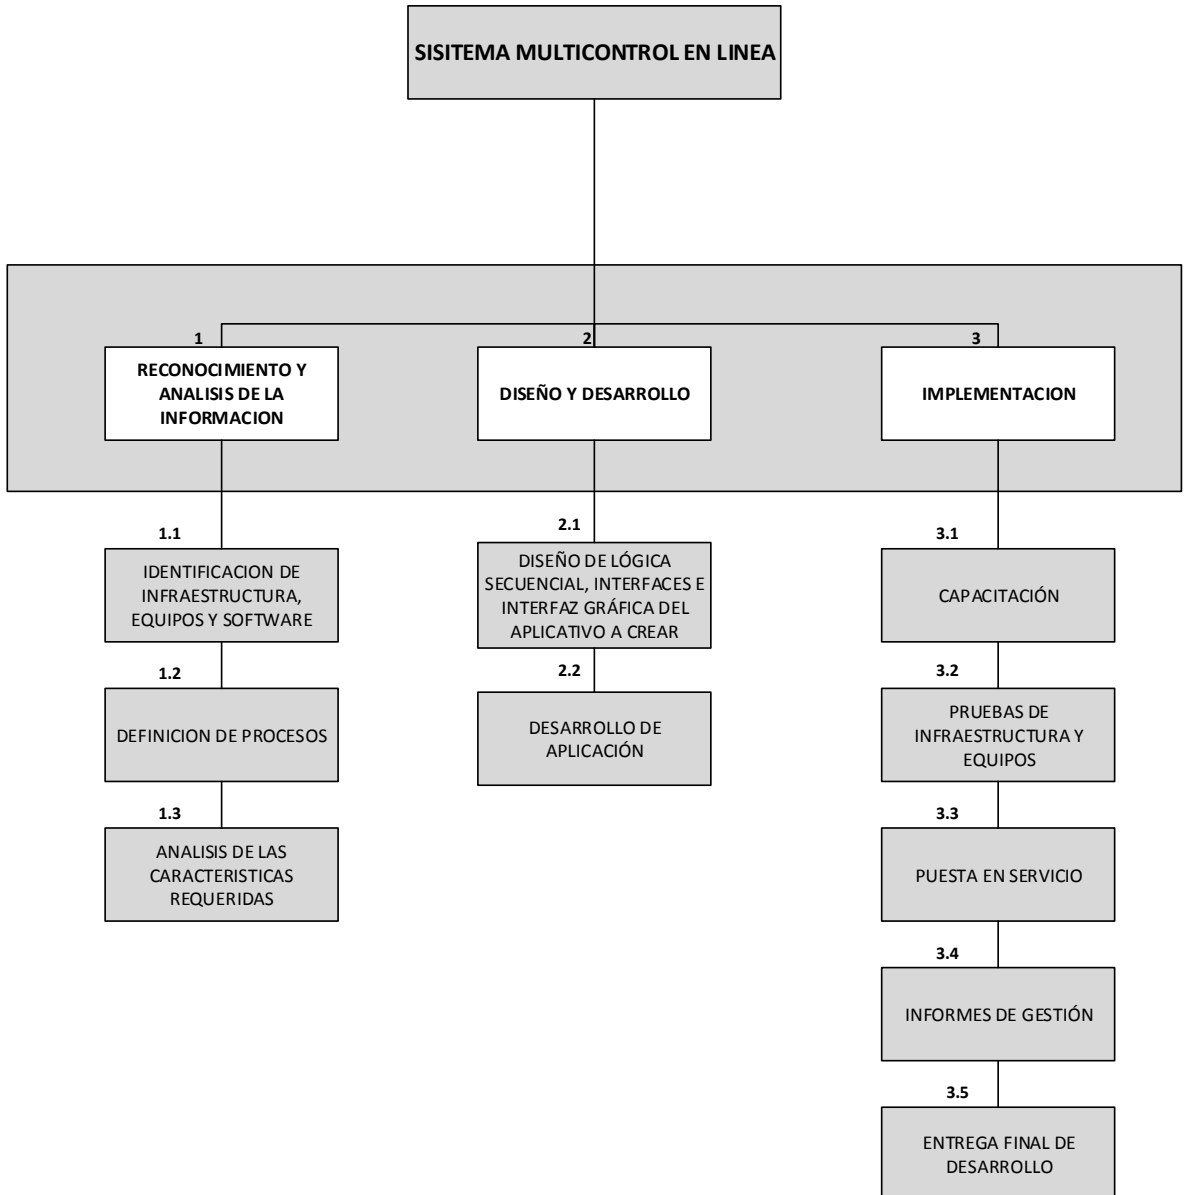 SISITEMA MULTICONTROL EN LINEA
1
RECONOCIMIENTO Y
ANALISIS DE LA
INFORMACION
2
DISEÑO Y DESARROLLO
3
IMPLEMENTACION
1.1
IDENTIFICACION DE
INFRAESTRUCTURA,
EQUIPOS Y SOFTWARE
1.2
DEFINICION DE PROCESOS
1.3
ANALISIS DE LAS
CARACTERISTICAS
REQUERIDAS
2.1
DISEÑO DE LÓGICA
SECUENCIAL, INTERFACES E
INTERFAZ GRÁFICA DEL
APLICATIVO A CREAR
2.2
DESARROLLO DE
APLICACIÓN
3.1
CAPACITACIÓN
3.2
PRUEBAS DE
INFRAESTRUCTURA Y
EQUIPOS
3.3
PUESTA EN SERVICIO
3.4
INFORMES DE GESTIÓN
3.5
ENTREGA FINAL DE
DESARROLLO